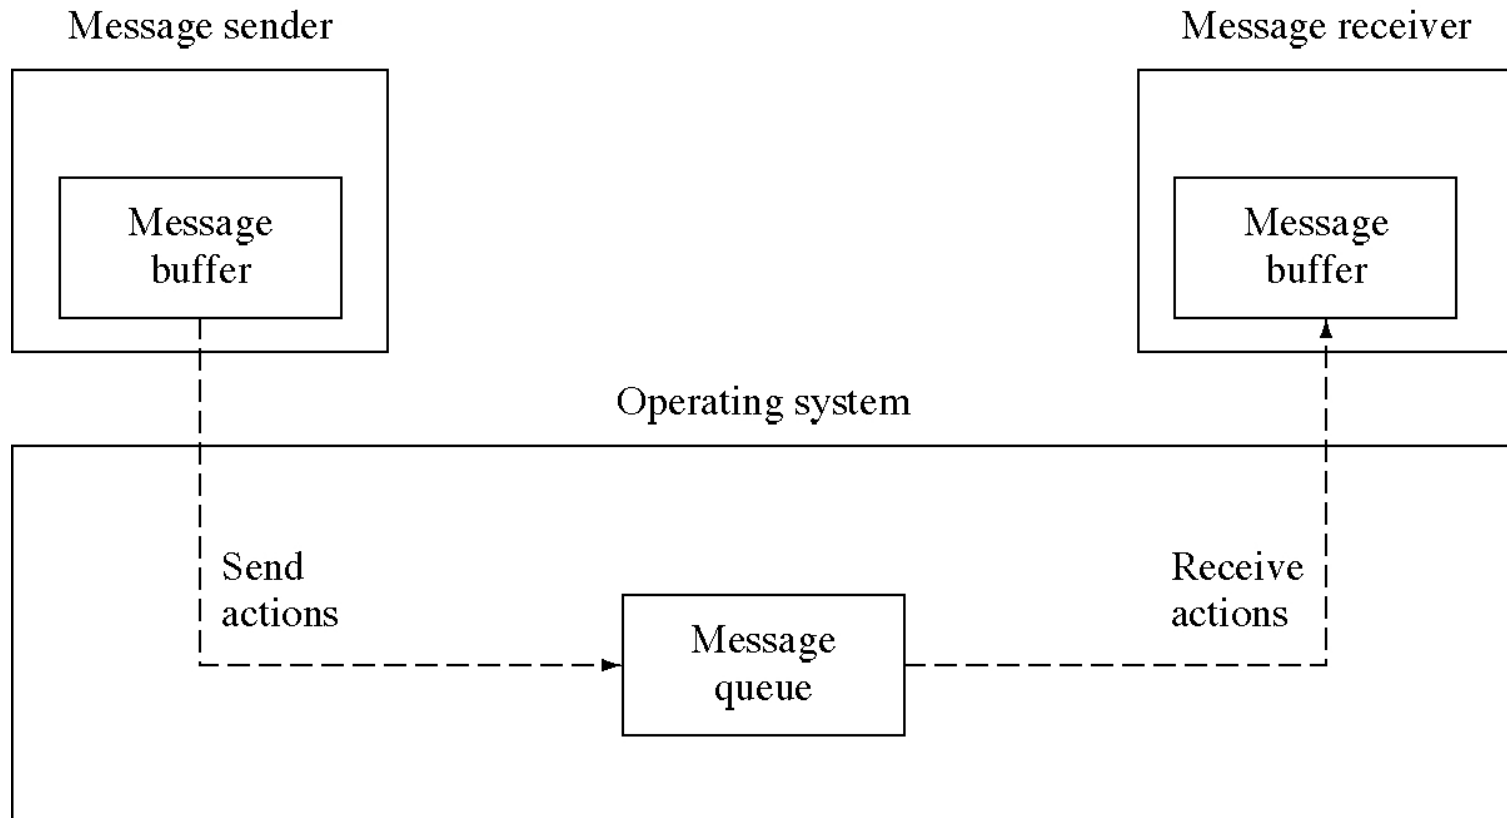 Message sender
Message receiver
Message
buffer
Message
buffer
Operating system
Send
actions
Receive
actions
Message
queue